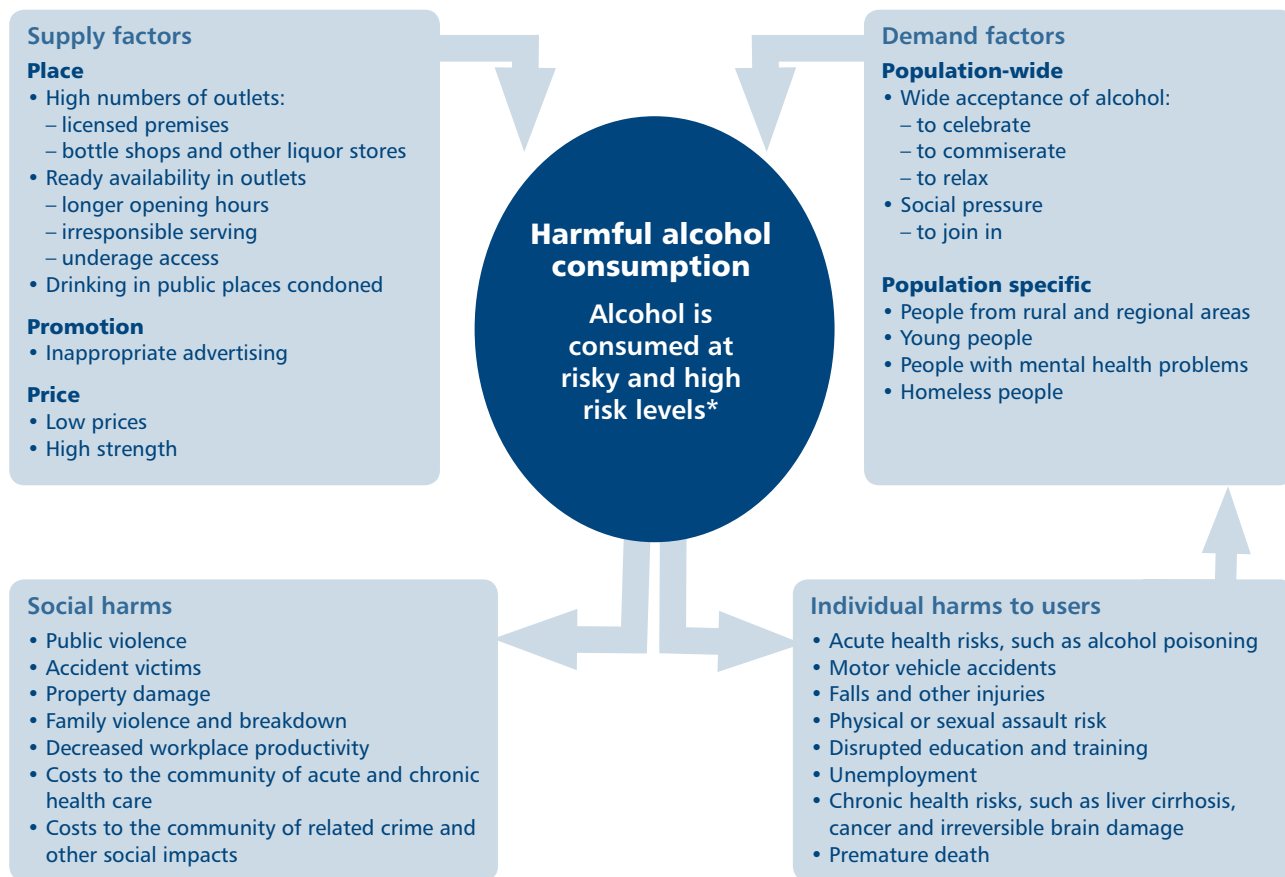 Supply factors
Place
• High numbers of outlets:
– licensed premises
– bottle shops and other liquor stores
• Ready availability in outlets
– longer opening hours
– irresponsible serving
– underage access
• Drinking in public places condoned
Promotion
• Inappropriate advertising
Price
• Low prices
• High strength
Harmful alcohol
consumption
Alcohol is
consumed at
risky and high
risk levels*
Demand factors
Population-wide
• Wide acceptance of alcohol:
– to celebrate
– to commiserate
– to relax
• Social pressure
– to join in
Population specific
• People from rural and regional areas
• Young people
• People with mental health problems
• Homeless people
Social harms
• Public violence
• Accident victims
• Property damage
• Family violence and breakdown
• Decreased workplace productivity
• Costs to the community of acute and chronic
health care
• Costs to the community of related crime and
other social impacts
Individual harms to users
• Acute health risks, such as alcohol poisoning
• Motor vehicle accidents
• Falls and other injuries
• Physical or sexual assault risk
• Disrupted education and training
• Unemployment
• Chronic health risks, such as liver cirrhosis,
cancer and irreversible brain damage
• Premature death